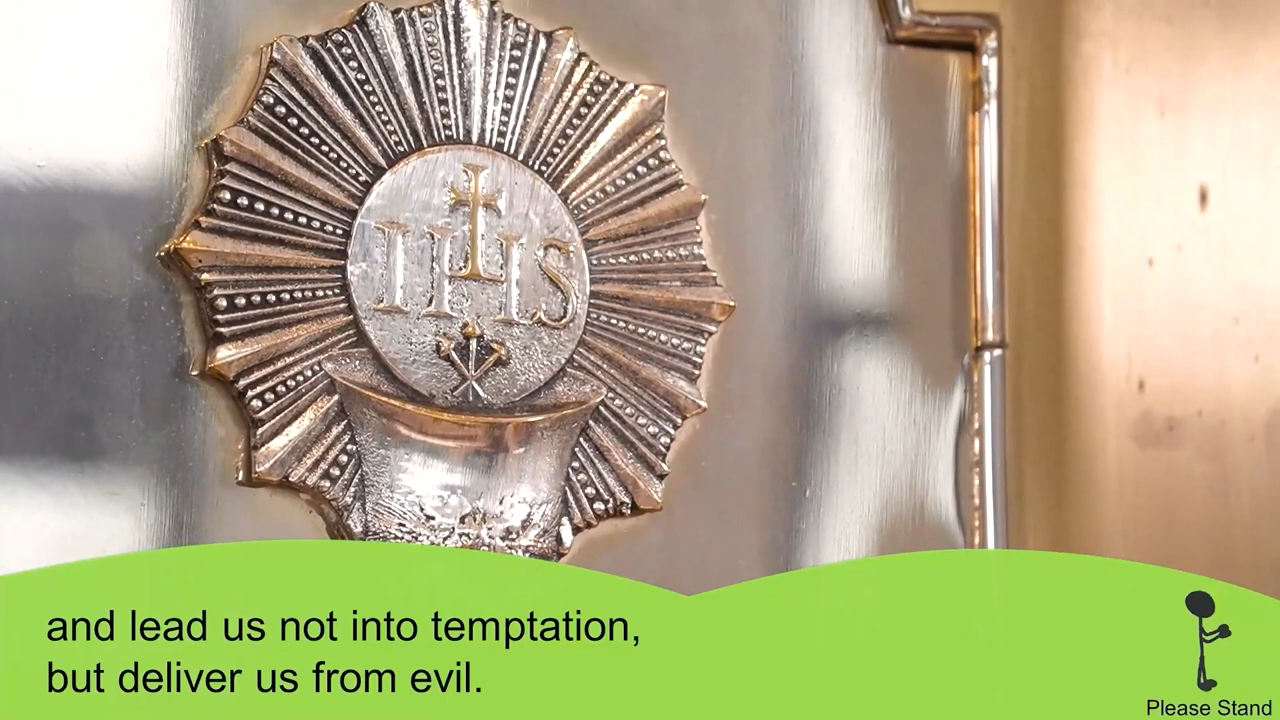 IHS
and lead us not into temptation,
but deliver us from evil.
Please Stand